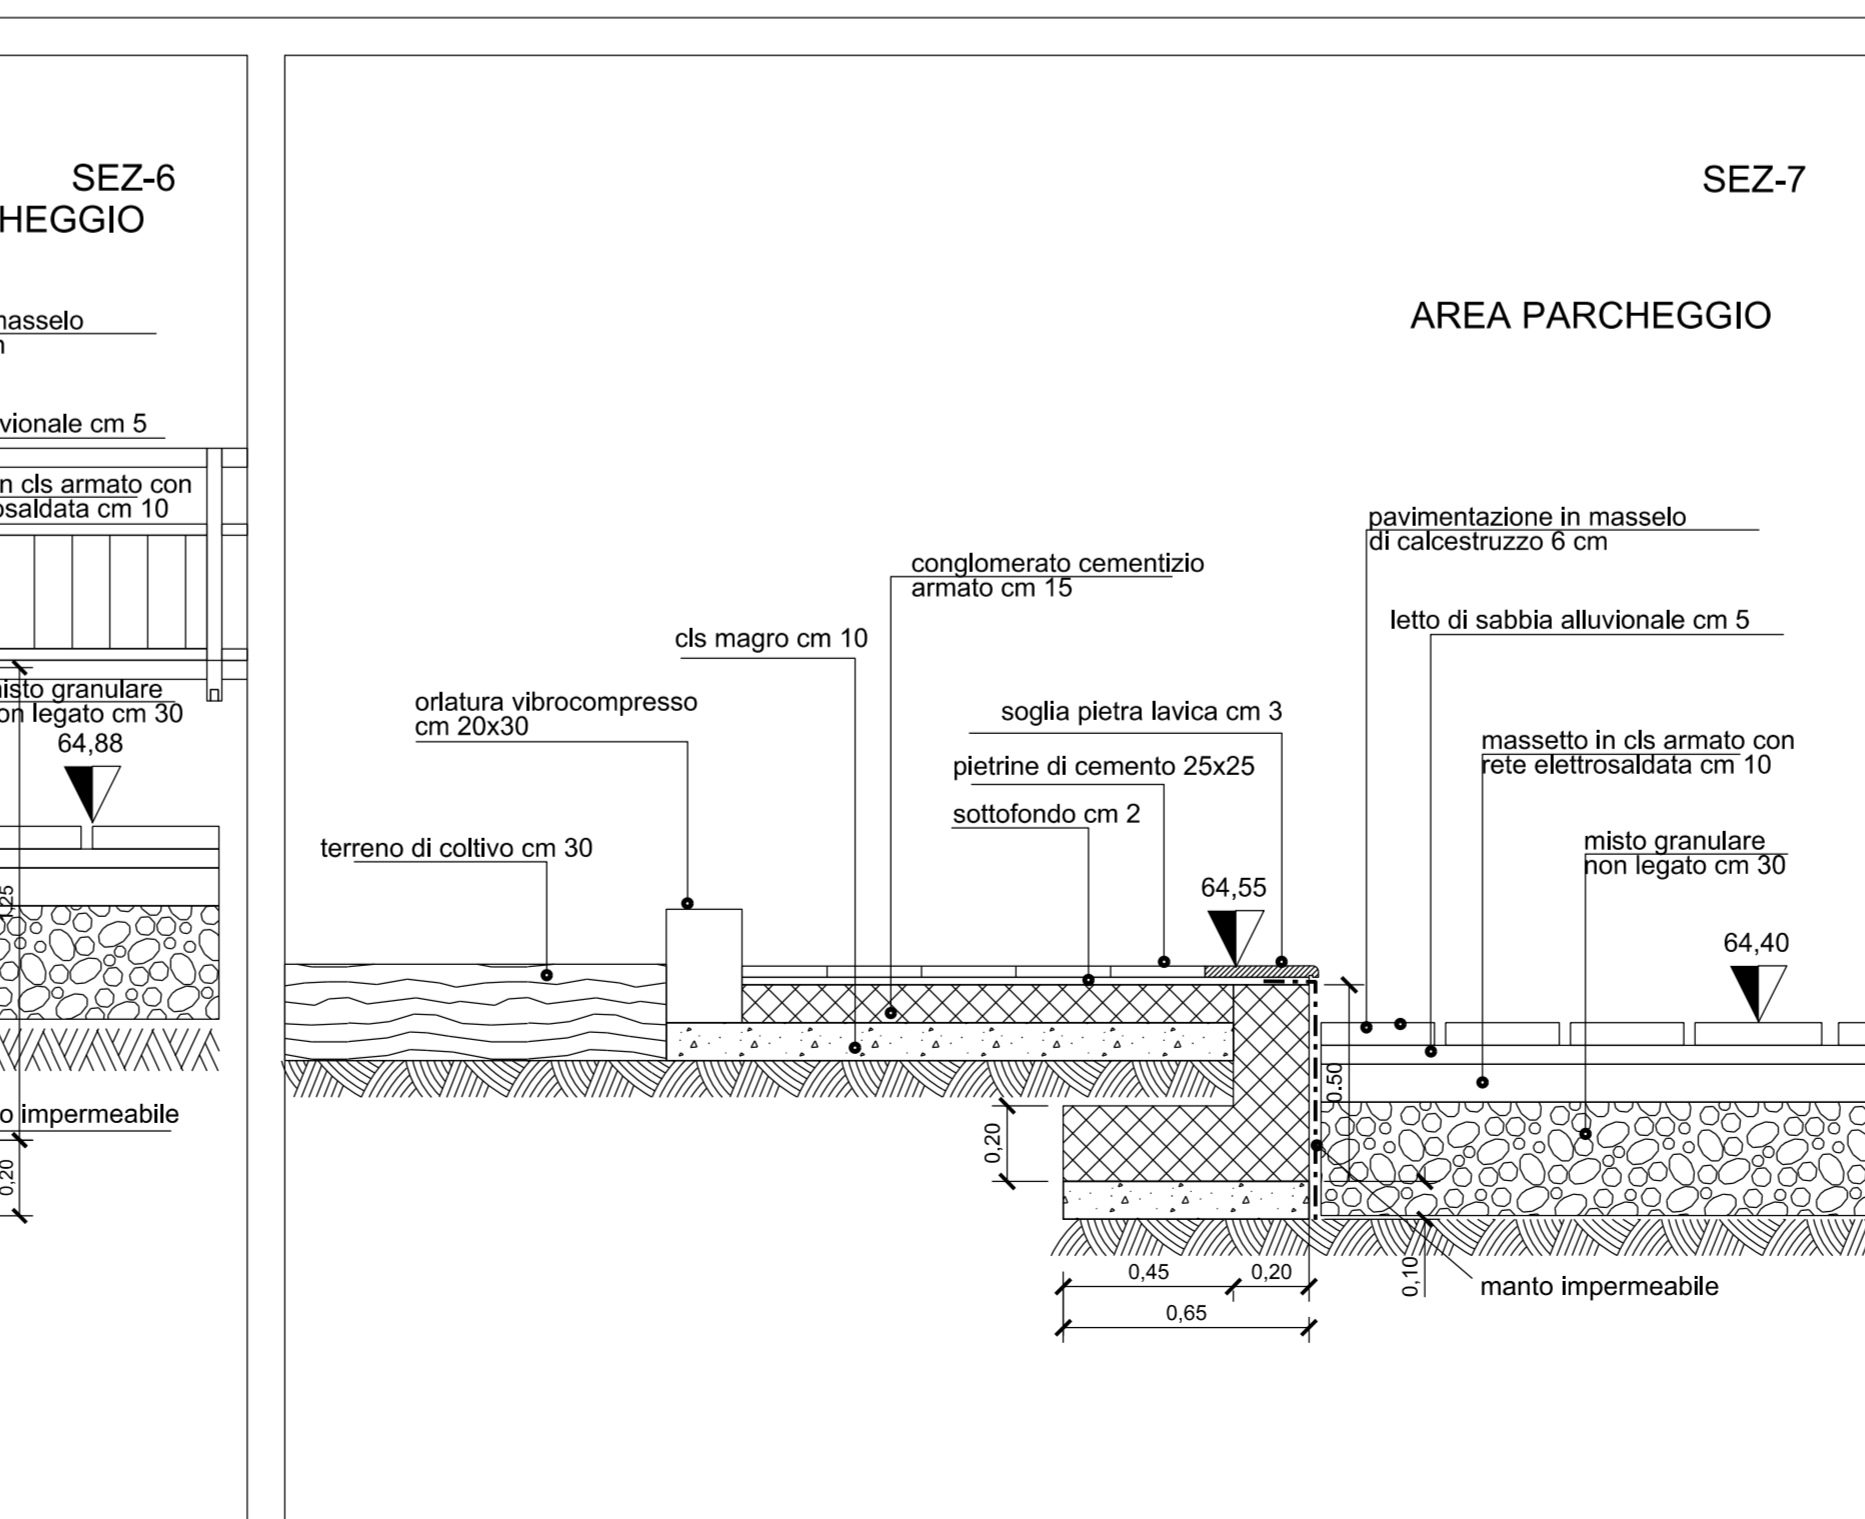 SEZ-6
HEGGIO
masselo
vionale cm 5
n cls armato con
osaldata cm 10
isto granulare
on legato cm 30
64,88
1,25
o impermeabile
0,20
SEZ-7
AREA PARCHEGGIO
pavimentazione in masselo
di calcestruzzo 6 cm
conglomerato cementizio
armato cm 15
letto di sabbia alluvionale cm 5
cls magro cm 10
orlatura vibrocompresso
cm 20x30
soglia pietra lavica cm 3
massetto in cls armato con
rete elettrosaldata cm 10
pietrine di cemento 25x25
sottofondo cm 2
terreno di coltivo cm 30
misto granulare
non legato cm 30
64,55
64,40
0.50
0,20
0,45
0,20
0,65
0,10
manto impermeabile